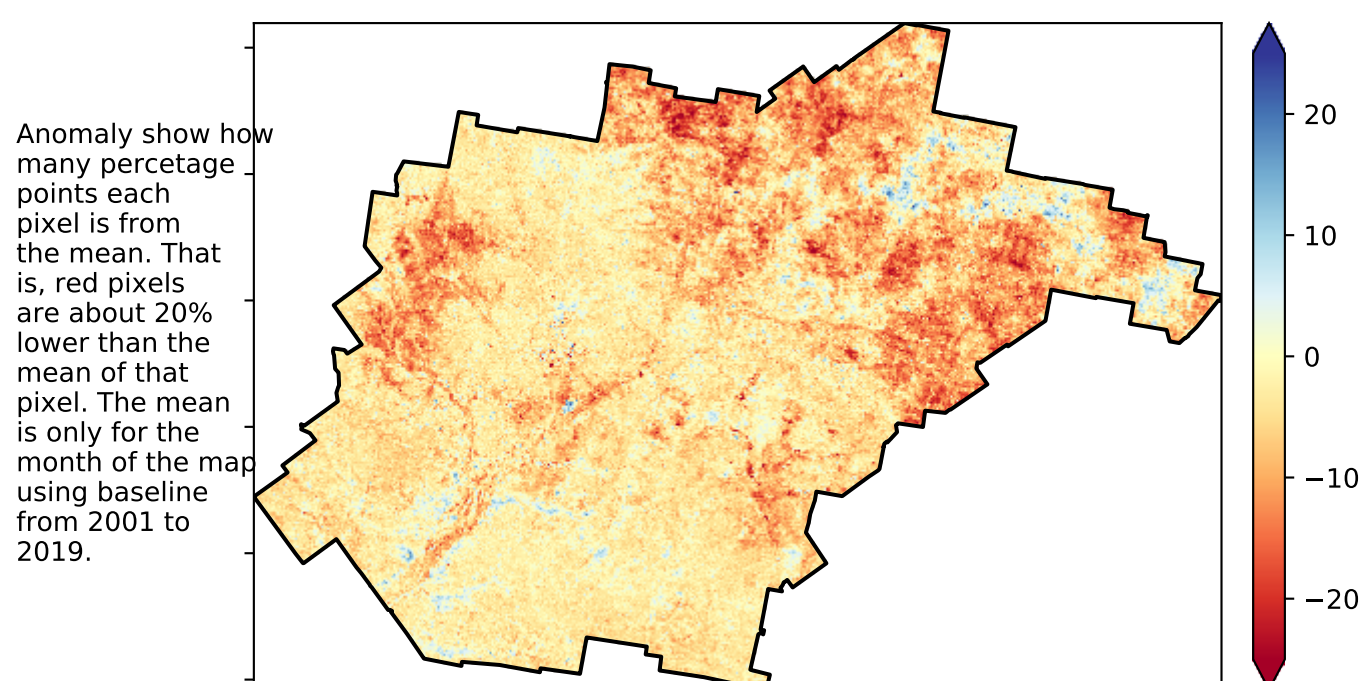 Anomaly show how
many percetage
points each
pixel is from
the mean. That
is, red pixels
are about 20%
lower than the
mean of that
pixel. The mean
is only for the
month of the map
using baseline
from 2001 to
2019.
20
10
0
−10
−20